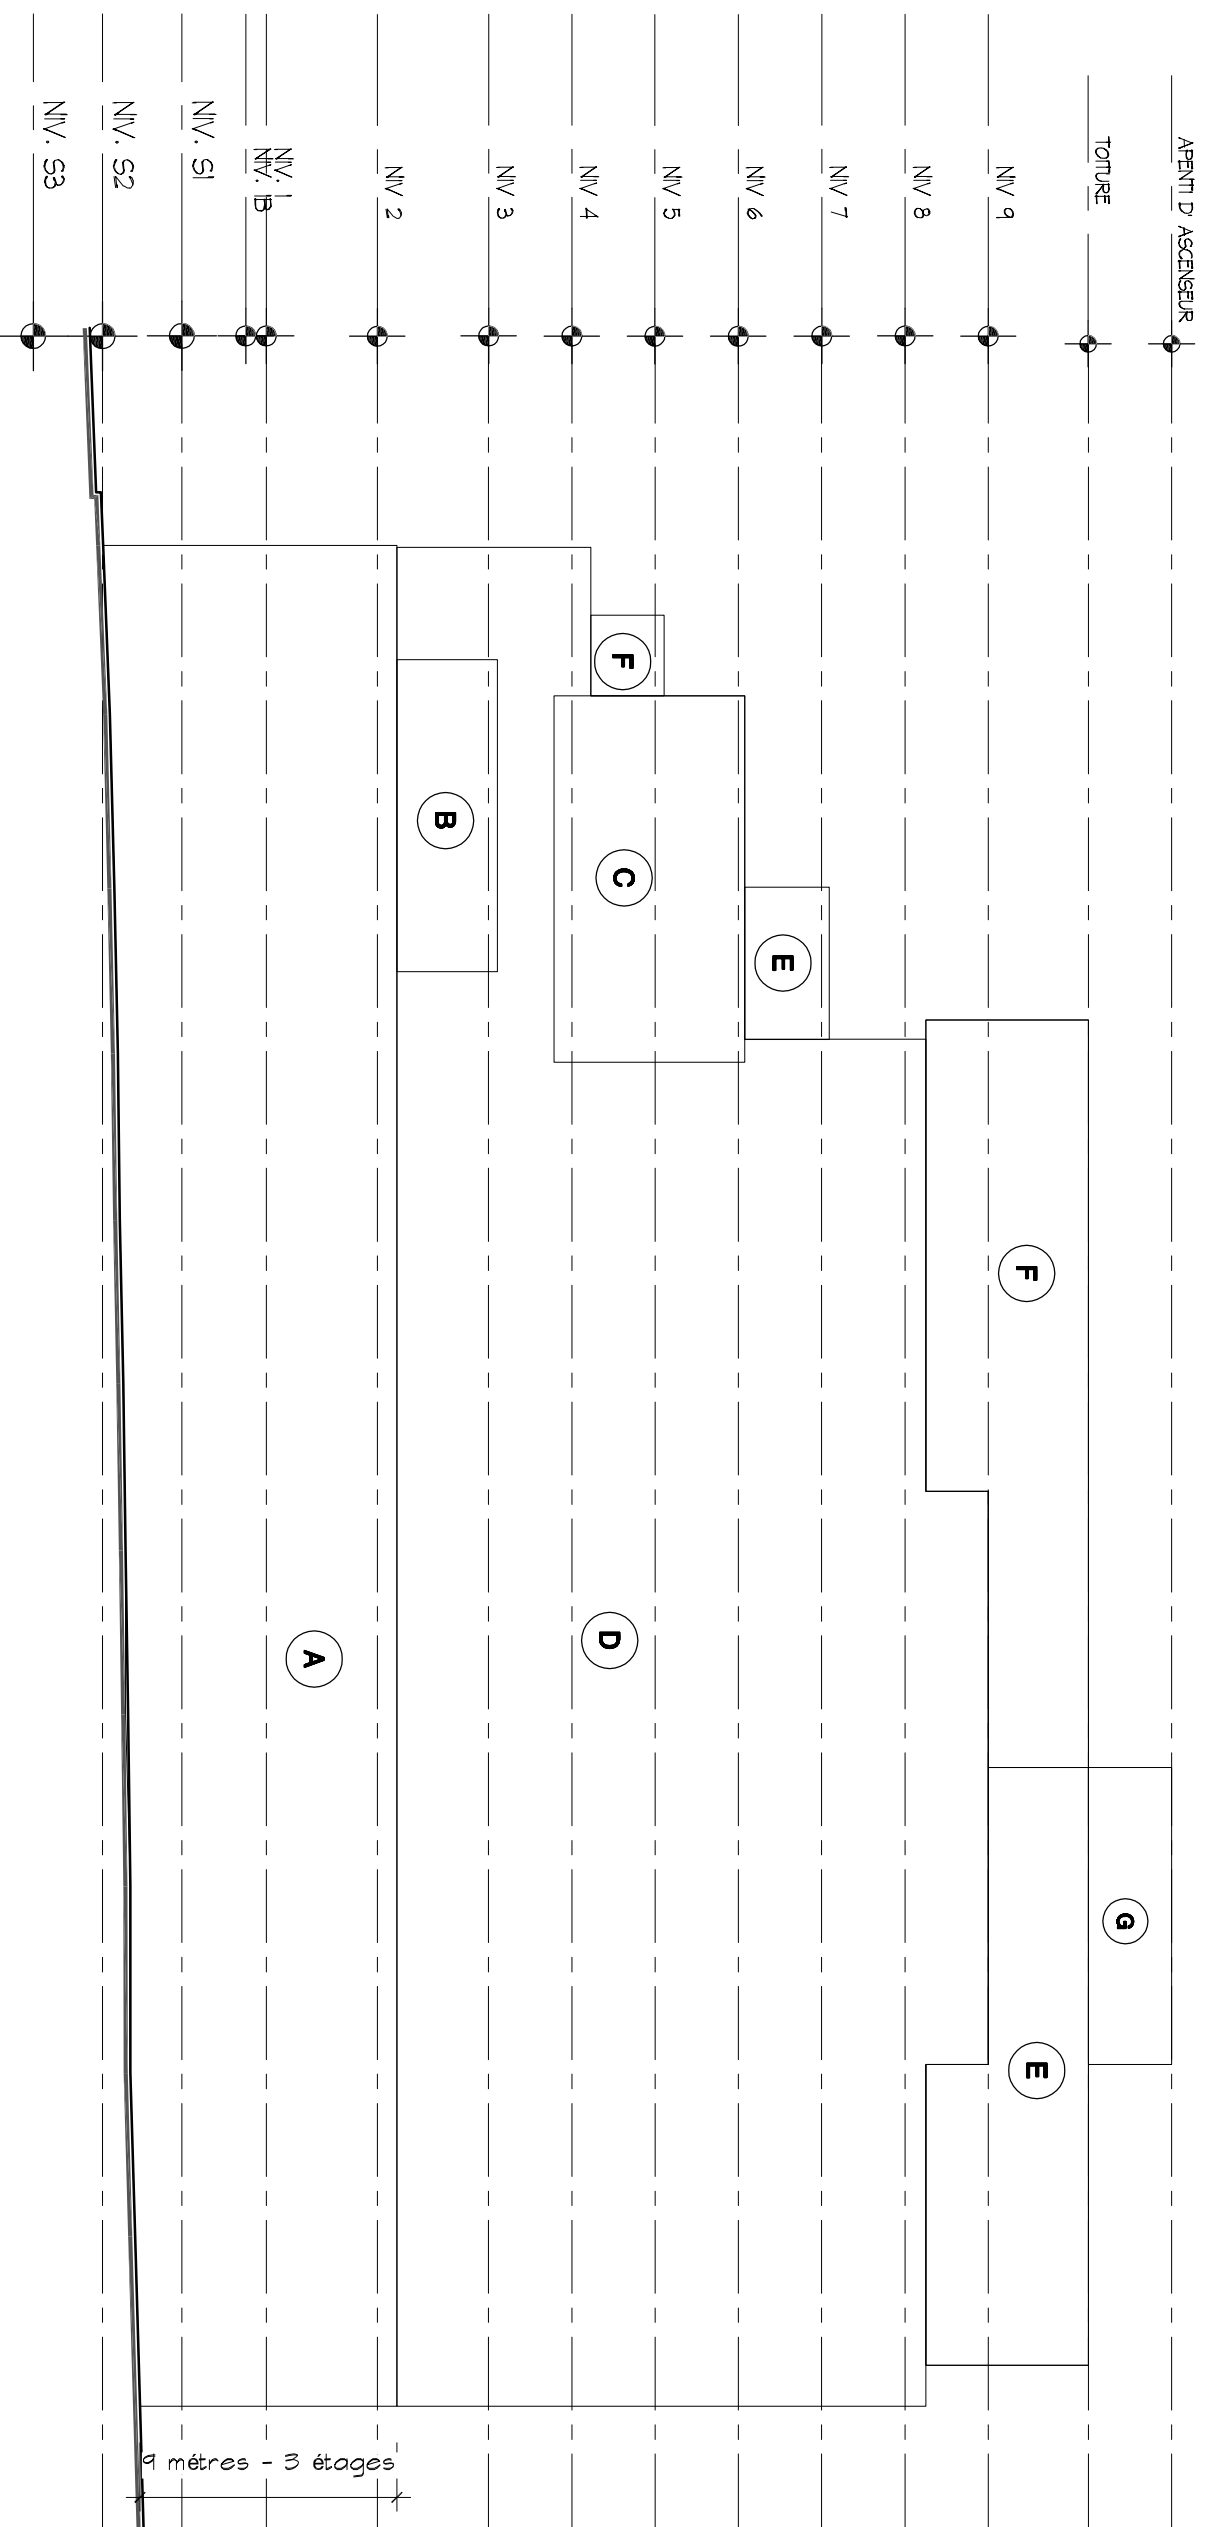 APENTI D' ASCENSEUR
TOITURE
NIV 9
NIV 8
NIV 7
NIV 6
NIV 5
NIV 4
NIV 3
NIV 2
NIV. 1
NIV. 1B
NIV. S1
NIV. S2
NIV. S3
F
B
C
E
F
D
A
G
E
9 métres - 3 étages